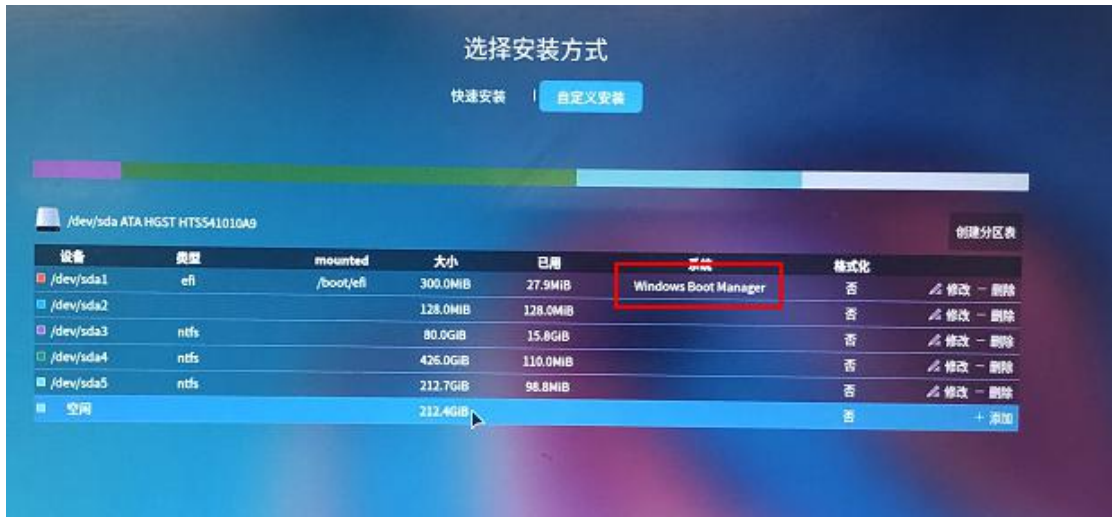 选择安装方式
快速安装 | 自定义安装
/dev/sda ATA HGST HTS541010A9 创建分区表
设备 类型 mounted 大小 已用 系统 格式化
/dev/sda1 efi /boot/efi 300.0MiB 27.9MiB Windows Boot Manager 否 修改 — 删除
/dev/sda2 128.0MiB 128.0MiB 否 修改 — 删除
/dev/sda3 ntfs 80.0GiB 15.8GiB 否 修改 — 删除
/dev/sda4 ntfs 426.0GiB 110.0MiB 否 修改 — 删除
/dev/sda5 ntfs 212.7GiB 98.8MiB 否 修改 — 删除
空闲 212.4GiB 否 + 添加